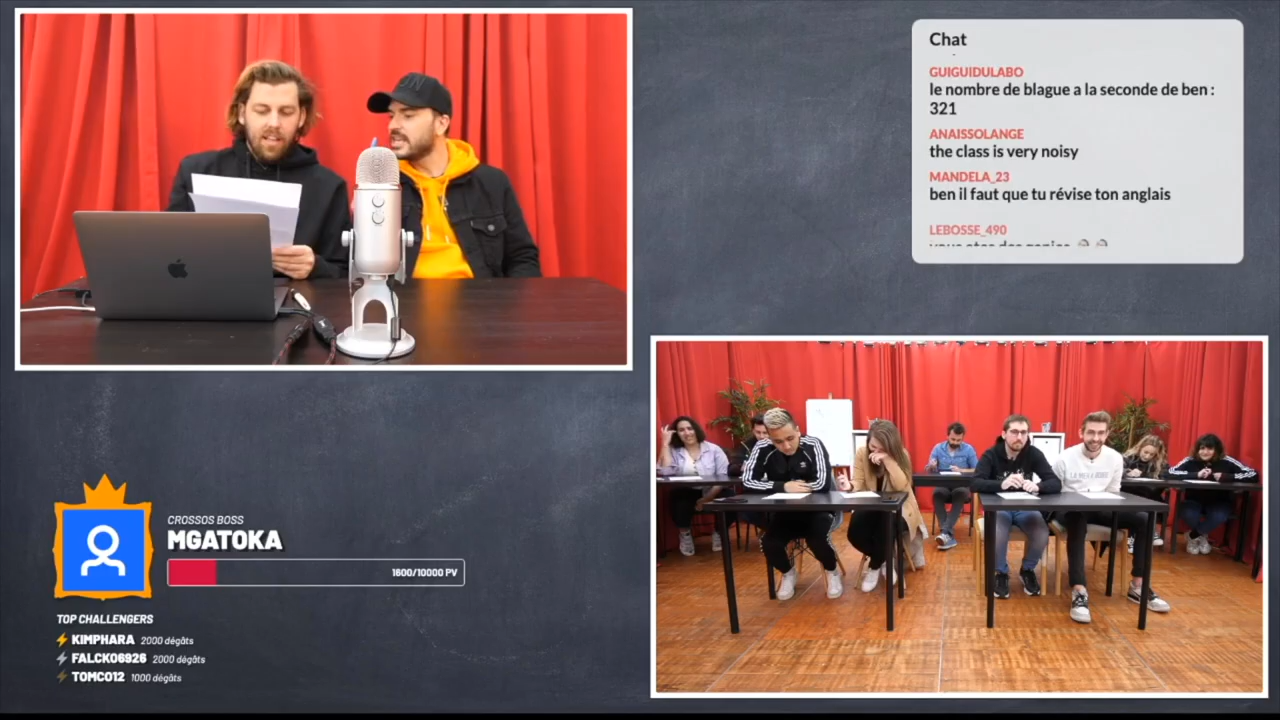 Chat
GUIGUIDULABO
le nombre de blague a la seconde de ben :
321
ANAISSOLANGE
the class is very noisy
MANDELA_23
ben il faut que tu révise ton anglais
LEBOSSE_490
CROSSOS BOSS
MGATOKA
1600/10000 PV
TOP CHALLENGERS
KIMPHARA 2000 dégâts
FALCK06926 2000 dégâts
TOMCO12 1000 dégâts